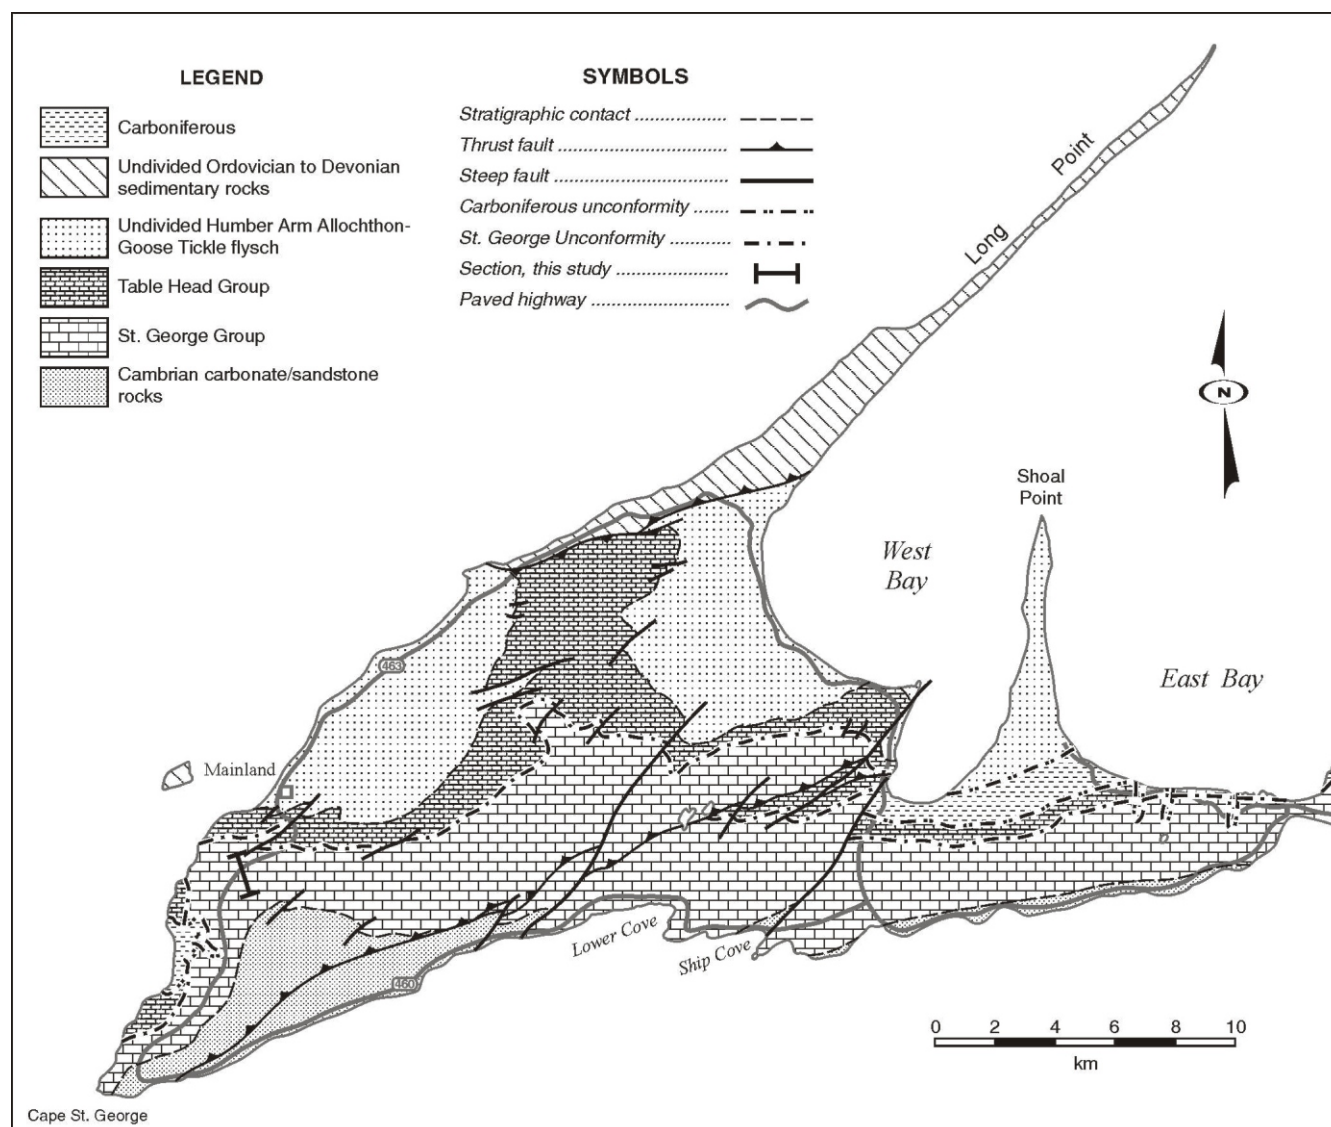 LEGEND
Carboniferous
Undivided Ordovician to Devonian
sedimentary rocks
Undivided Humber Arm Allochthon-
Goose Tickle flysch
Table Head Group
St. George Group
Cambrian carbonate/sandstone
rocks
SYMBOLS
Stratigraphic contact .................
Thrust fault ...............................
Steep fault ................................
Carboniferous unconformity .......
St. George Unconformity ...........
Section, this study .....................
Paved highway .........................
Long Point
N
Shoal
Point
West
Bay
East Bay
463
Mainland
Lower Cove
Ship Cove
460
0 2 4 6 8 10
km
Cape St. George